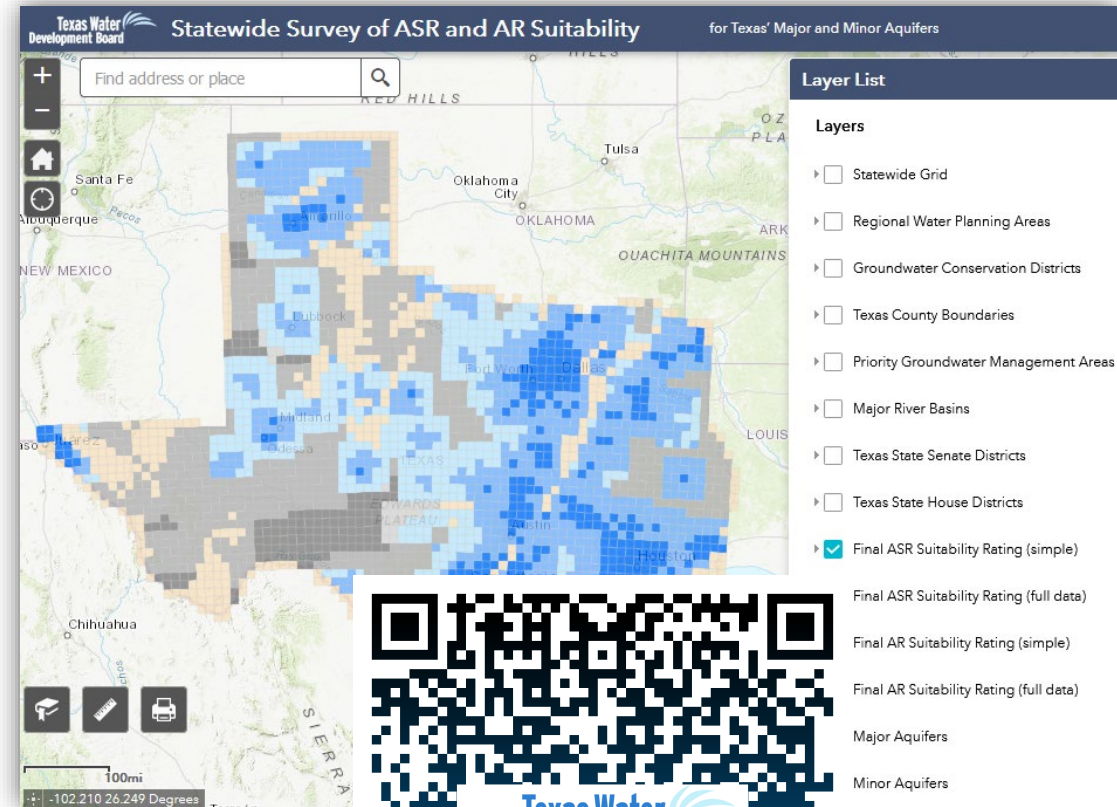 Texas Water
Development Board
Statewide Survey of ASR and AR Suitability
for Texas' Major and Minor Aquifers
Find address or place
Layer List
Layers
Statewide Grid
Regional Water Planning Areas
Groundwater Conservation Districts
Texas County Boundaries
Priority Groundwater Management Areas
Major River Basins
Texas State Senate Districts
Texas State House Districts
Final ASR Suitability Rating (simple)
Final ASR Suitability Rating (full data)
Final AR Suitability Rating (simple)
Final AR Suitability Rating (full data)
Major Aquifers
Minor Aquifers
RED HILLS
OZ
PLA
Tulsa
Santa Fe
Oklahoma
City
Albuquerque
Pecos
Amarillo
OKLAHOMA
ARK
OUACHITA MOUNTAINS
NEW MEXICO
Lubbock
Fort Worth
Dallas
Midland
Odessa
LOUIS
aso
Juárez
TEXAS
EDWARDS
PLATEAU
Austin
Houston
Chihuahua
SIERRA
100mi
-102.210 26.249 Degrees
Texas Water